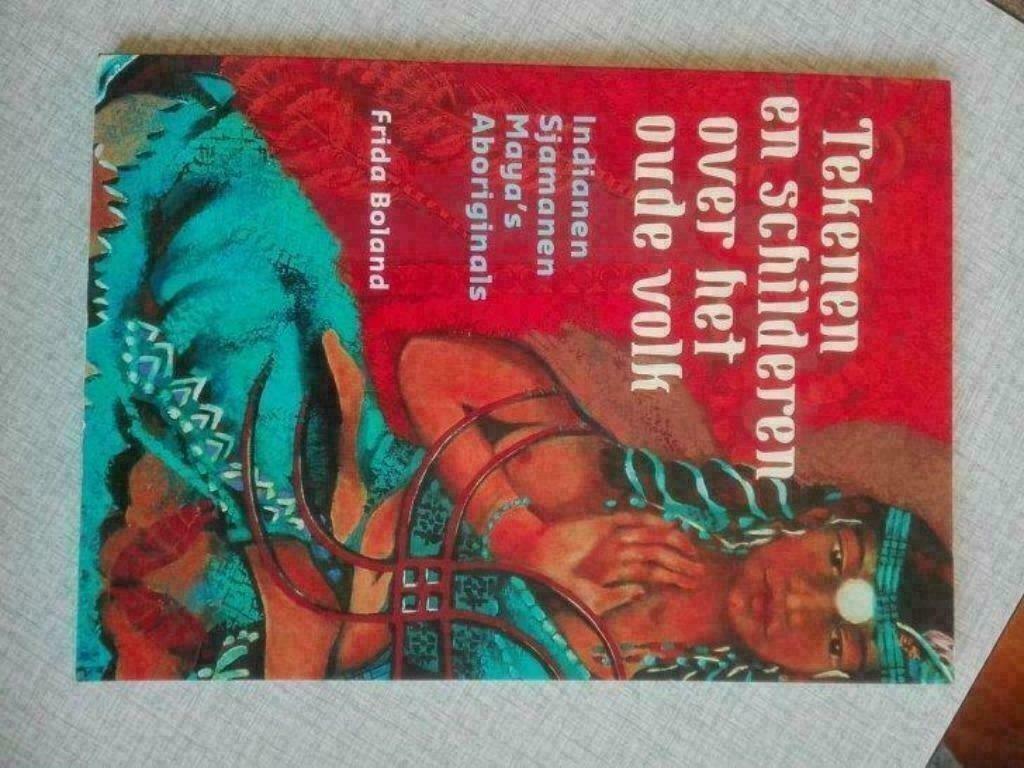 Tekenen
en schilderen
over het
oude volk
Indianen
Sjamanen
Maya's
Aboriginals
Frida Boland